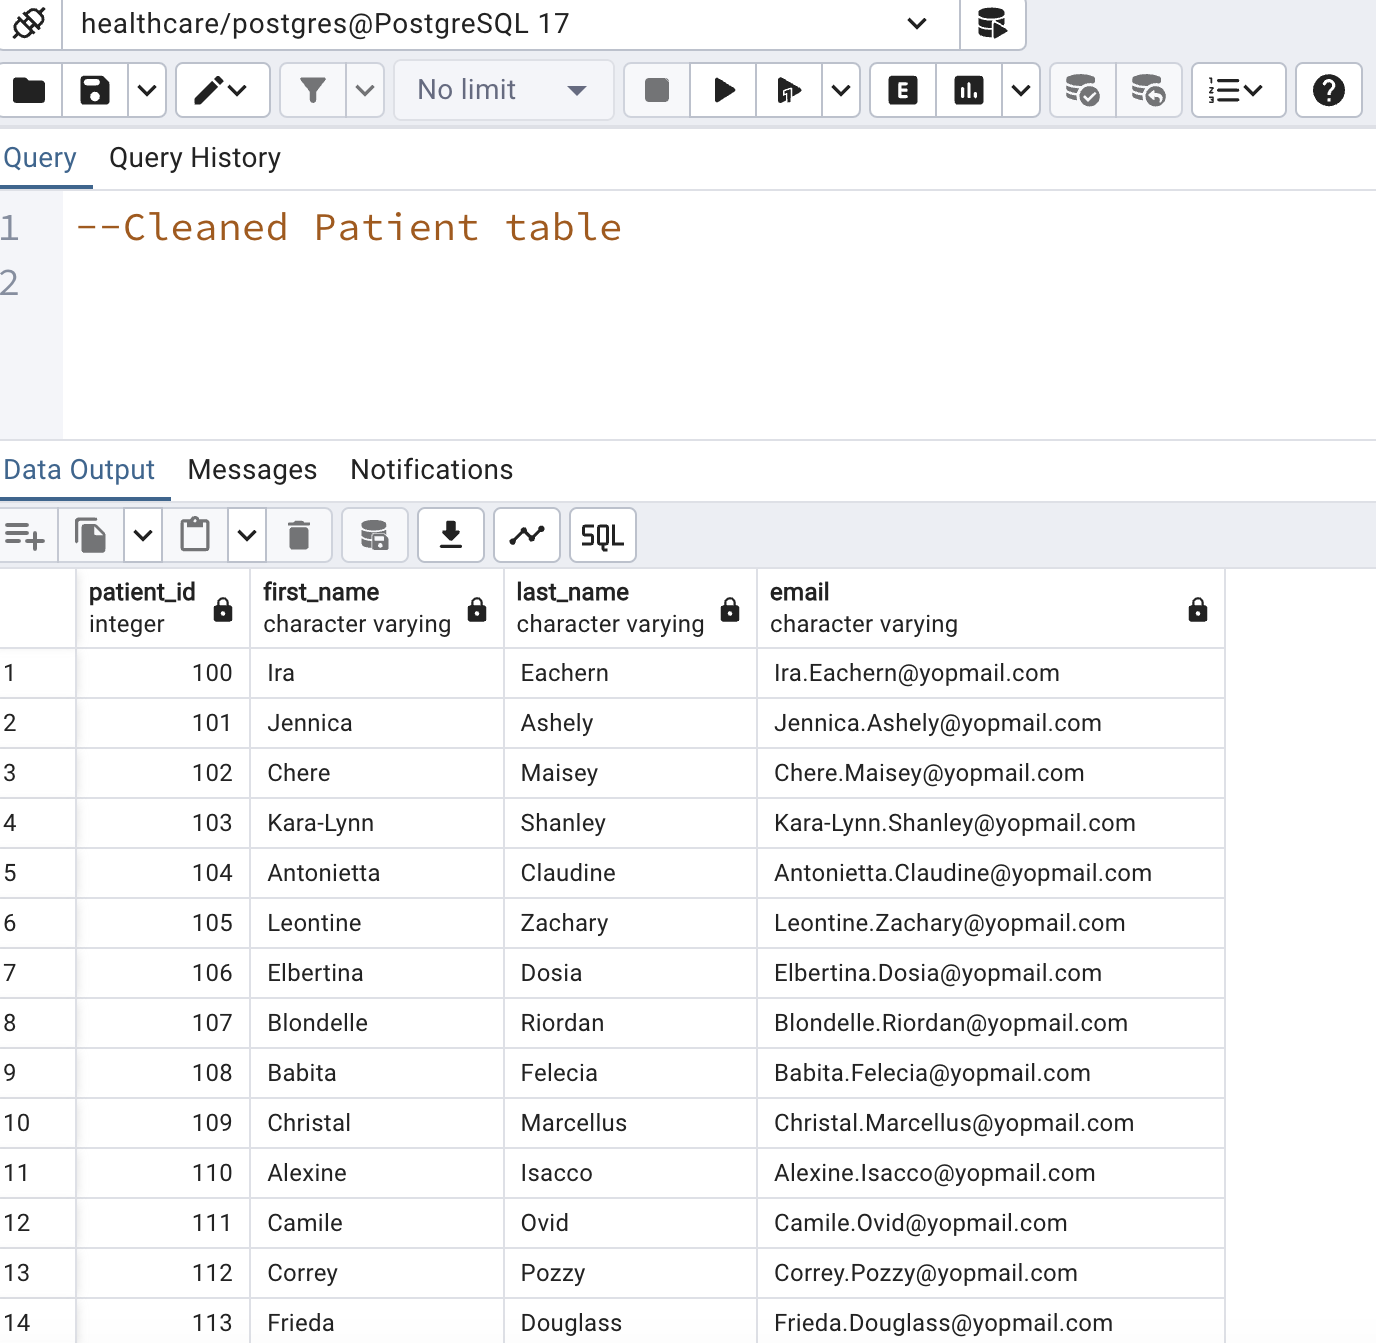 healthcare/postgres@PostgreSQL 17
No limit
E
1
2
3
?
Query Query History
1 --Cleaned Patient table
2
Data Output Messages Notifications
SQL
patient_id first_name last_name email
integer character varying character varying character varying
1 100 Ira Eachern Ira.Eachern@yopmail.com
2 101 Jennica Ashely Jennica.Ashely@yopmail.com
3 102 Chere Maisey Chere.Maisey@yopmail.com
4 103 Kara-Lynn Shanley Kara-Lynn.Shanley@yopmail.com
5 104 Antonietta Claudine Antonietta.Claudine@yopmail.com
6 105 Leontine Zachary Leontine.Zachary@yopmail.com
7 106 Elbertina Dosia Elbertina.Dosia@yopmail.com
8 107 Blondelle Riordan Blondelle.Riordan@yopmail.com
9 108 Babita Felecia Babita.Felecia@yopmail.com
10 109 Christal Marcellus Christal.Marcellus@yopmail.com
11 110 Alexine Isacco Alexine.Isacco@yopmail.com
12 111 Camile Ovid Camile.Ovid@yopmail.com
13 112 Correy Pozzy Correy.Pozzy@yopmail.com
14 113 Frieda Douglass Frieda.Douglass@yopmail.com